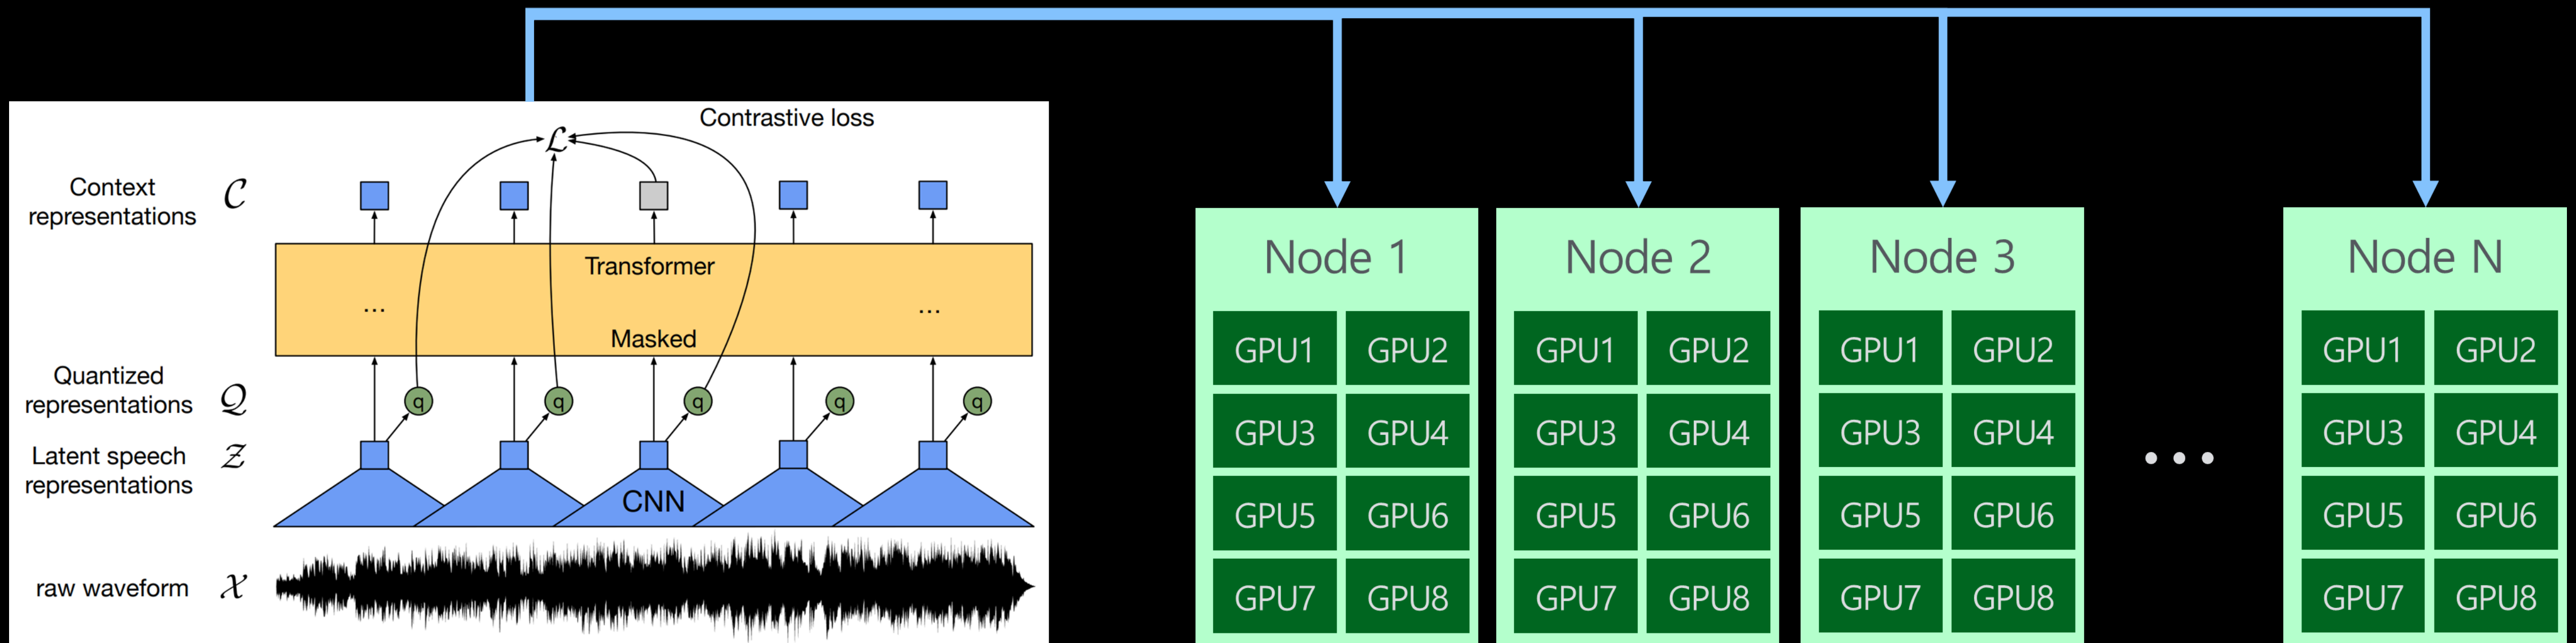 Contrastive loss
ℒ
Context
representations
𝒞
Transformer
... ...
Masked
Quantized
representations
𝒬
q q q q q
Latent speech
representations
𝒵
CNN
raw waveform
𝒳
Node 1
GPU1 GPU2
GPU3 GPU4
GPU5 GPU6
GPU7 GPU8
Node 2
GPU1 GPU2
GPU3 GPU4
GPU5 GPU6
GPU7 GPU8
Node 3
GPU1 GPU2
GPU3 GPU4
GPU5 GPU6
GPU7 GPU8
...
Node N
GPU1 GPU2
GPU3 GPU4
GPU5 GPU6
GPU7 GPU8